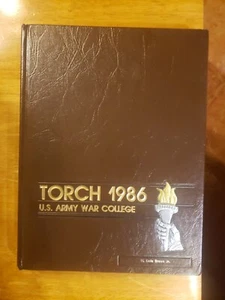 TORCH 1986
U.S. ARMY WAR COLLEGE